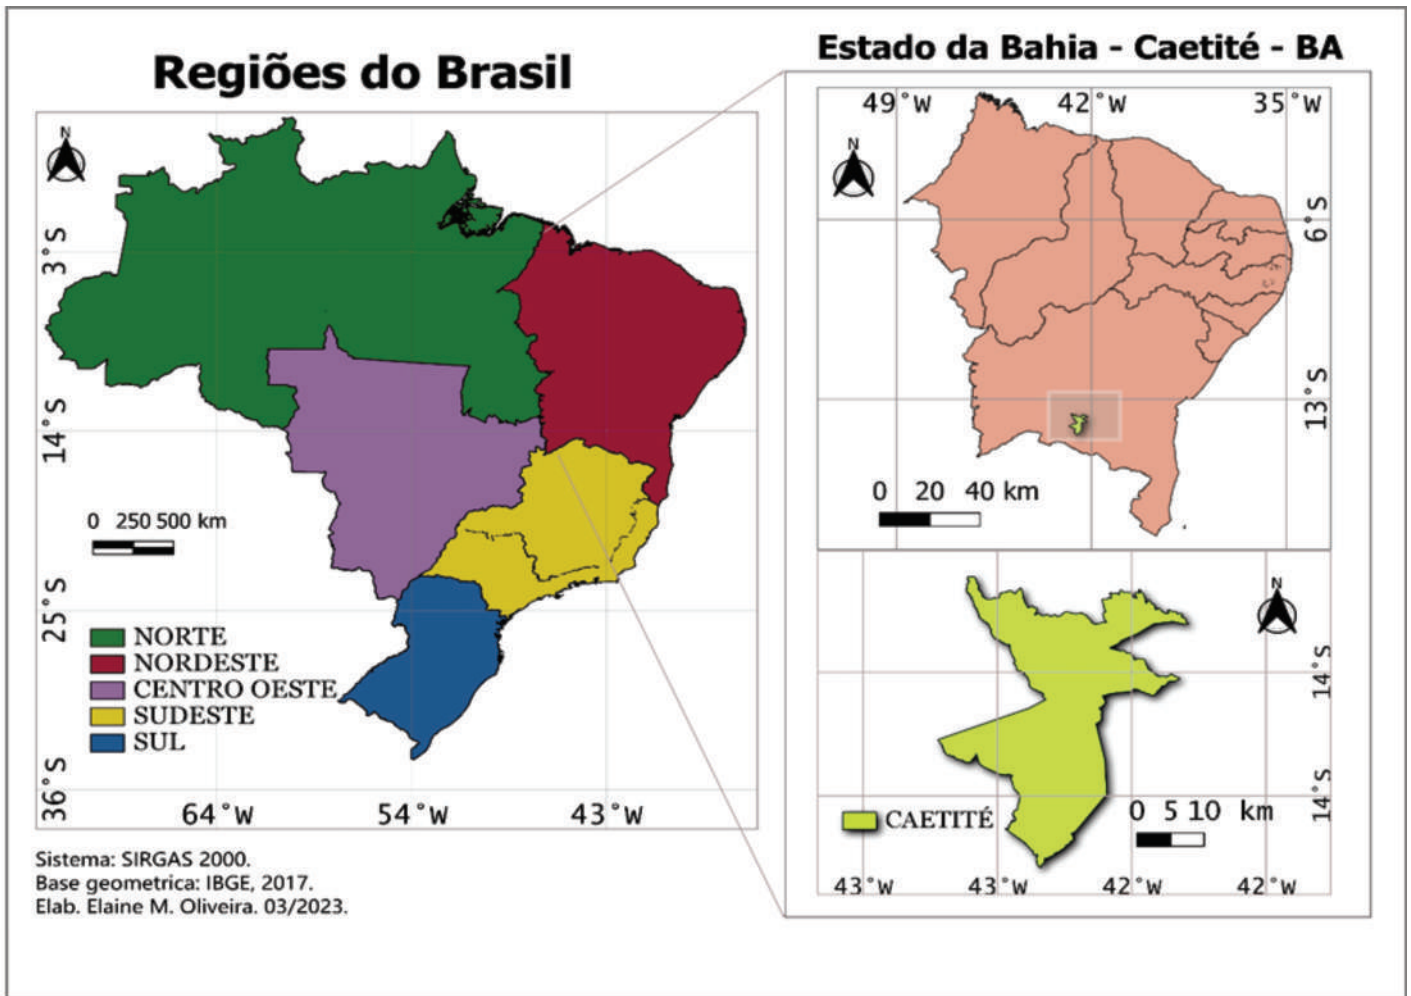 Regiões do Brasil
Estado da Bahia - Caetité - BA
N
3°S
14°S
25°S
36°S
0 250 500 km
NORTE
NORDESTE
CENTRO OESTE
SUDESTE
SUL
64°W 54°W 43°W
Sistema: SIRGAS 2000.
Base geometrica: IBGE, 2017.
Elab. Elaine M. Oliveira. 03/2023.
49°W 42°W 35°W
N
6°S
13°S
0 20 40 km
N
14°S
14°S
CAETITÉ
0 5 10 km
43°W 43°W 42°W 42°W